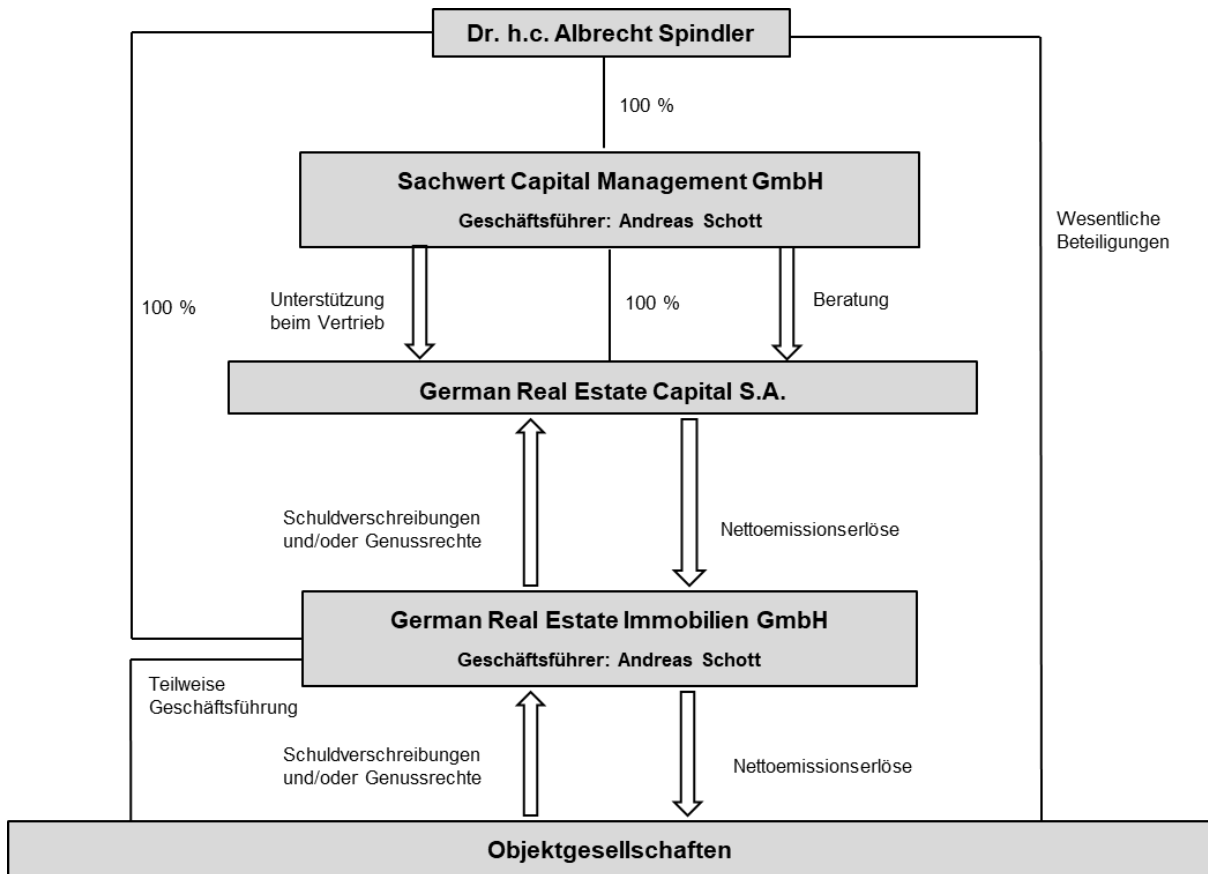 Dr. h.c. Albrecht Spindler
100 %
Sachwert Capital Management GmbH
Geschäftsführer: Andreas Schott
Wesentliche
Beteiligungen
100 %
Unterstützung
beim Vertrieb
100 %
Beratung
German Real Estate Capital S.A.
Schuldverschreibungen
und/oder Genussrechte
Nettoemissionserlöse
German Real Estate Immobilien GmbH
Geschäftsführer: Andreas Schott
Teilweise
Geschäftsführung
Schuldverschreibungen
und/oder Genussrechte
Nettoemissionserlöse
Objektgesellschaften